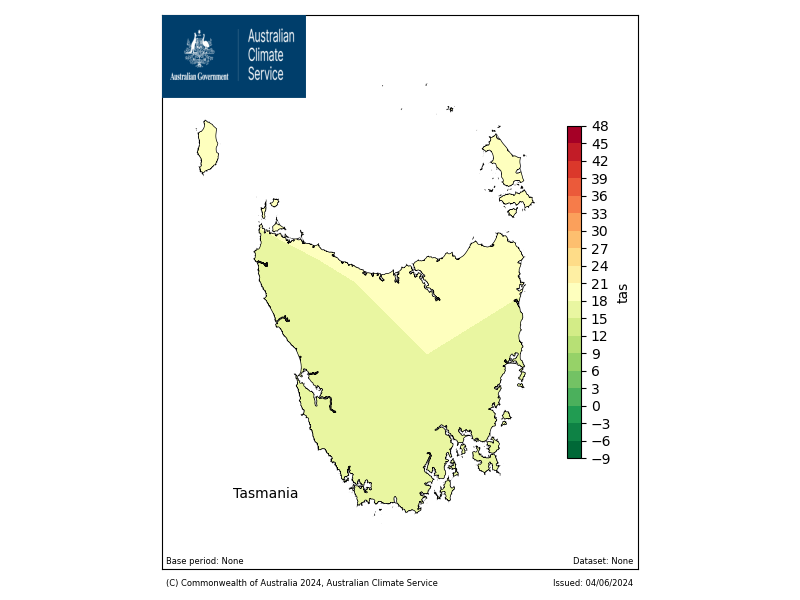 Australian
Climate
Service
Australian Government
48
45
42
39
36
33
30
27
24
21
18
15
12
9
6
3
0
−3
−6
−9
tas
Tasmania
Base period: None
Dataset: None
(C) Commonwealth of Australia 2024, Australian Climate Service
Issued: 04/06/2024